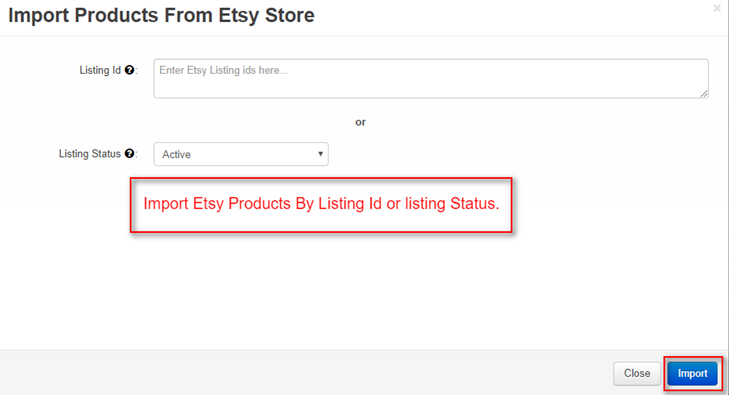 Import Products From Etsy Store
×
Listing Id ?:
Enter Etsy Listing ids here...
or
Listing Status ?:
Active
Import Etsy Products By Listing Id or listing Status.
Close
Import